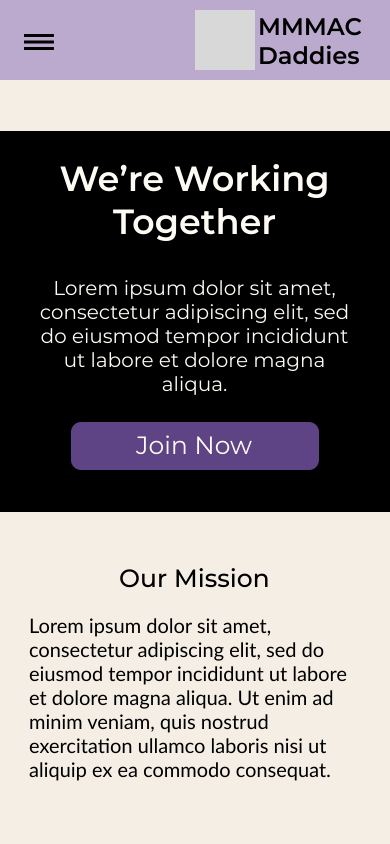 MMMAC
Daddies
We’re Working
Together
Lorem ipsum dolor sit amet,
consectetur adipiscing elit, sed
do eiusmod tempor incididunt
ut labore et dolore magna
aliqua.
Join Now
Our Mission
Lorem ipsum dolor sit amet,
consectetur adipiscing elit, sed do
eiusmod tempor incididunt ut labore
et dolore magna aliqua. Ut enim ad
minim veniam, quis nostrud
exercitation ullamco laboris nisi ut
aliquip ex ea commodo consequat.